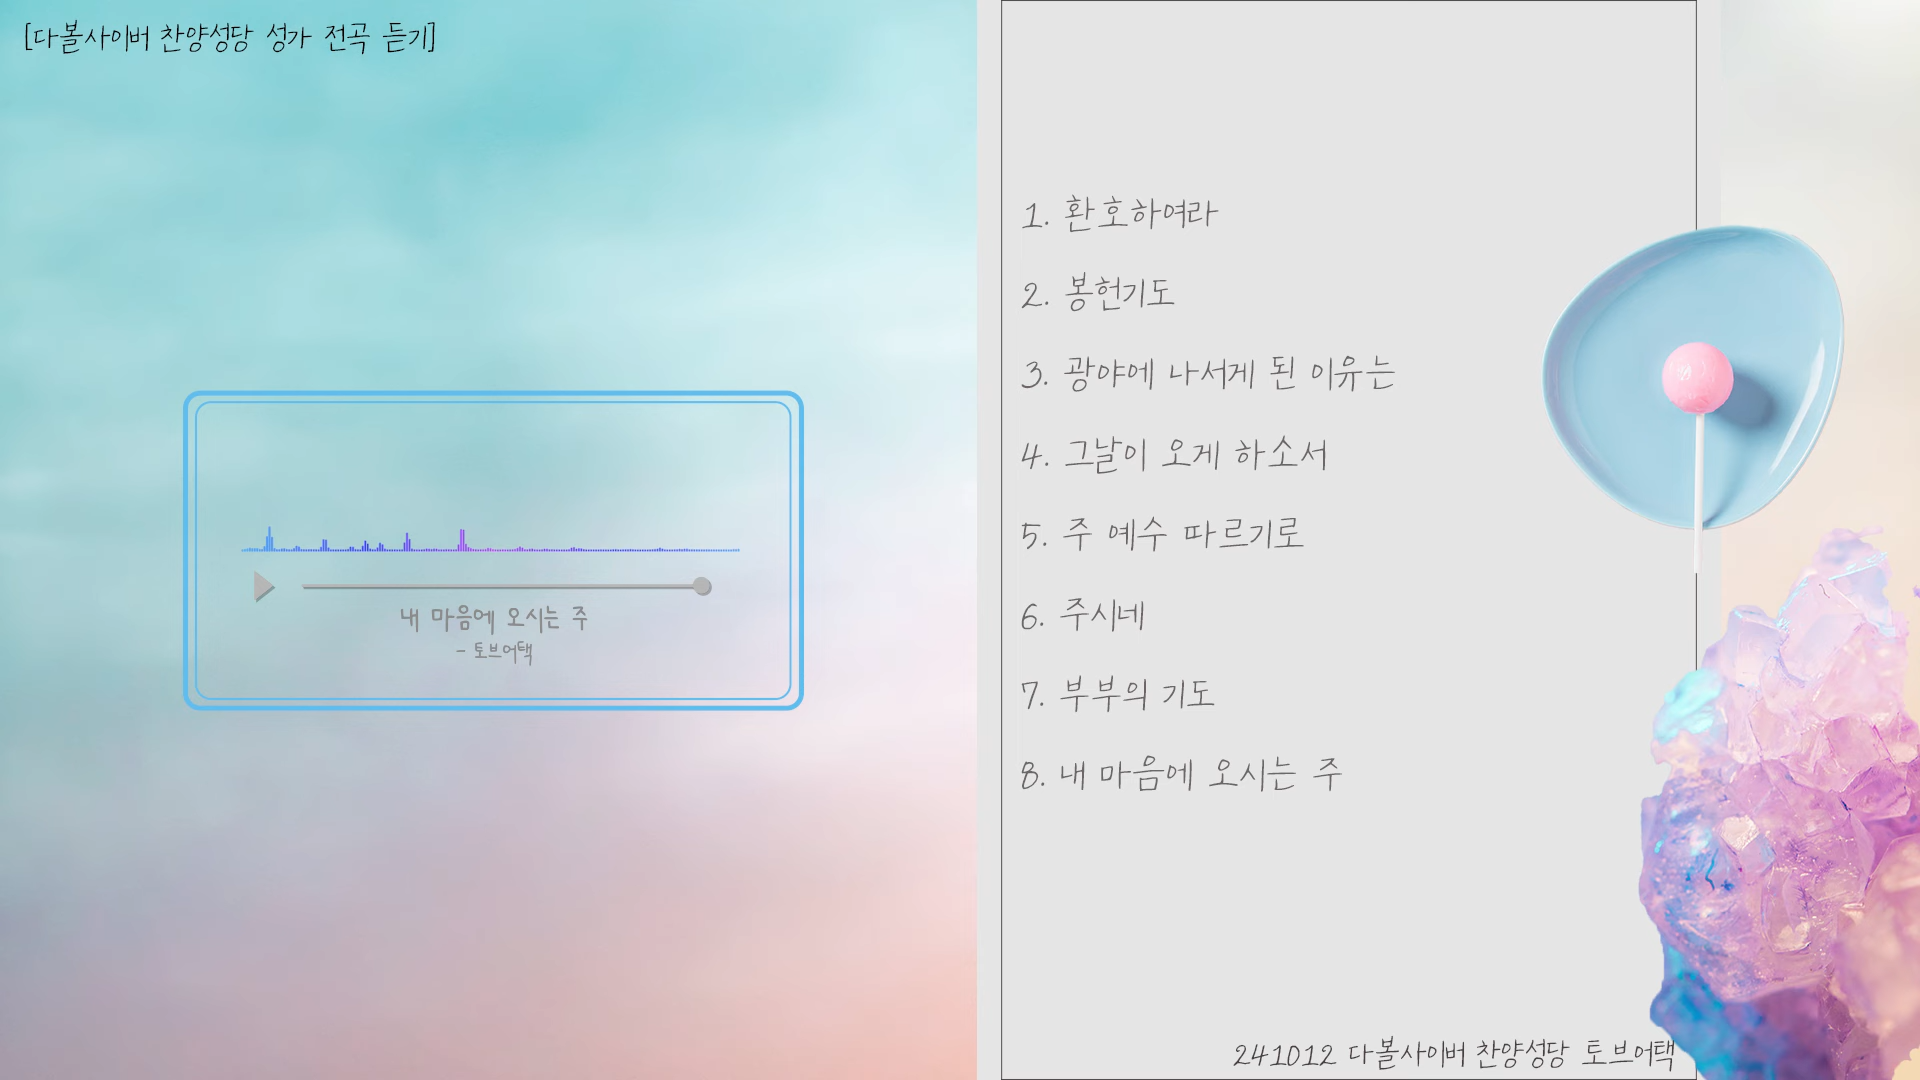 [다볼사이버 찬양성당 성가 전곡 듣기]
내 마음에 오시는 주
- 토브어택
1. 환호하여라
2. 봉헌기도
3. 광야에 나서게 된 이유는
4. 그날이 오게 하소서
5. 주 예수 따르기로
6. 주시네
7. 부부의 기도
8. 내 마음에 오시는 주
241012 다볼사이버 찬양성당 토브어택